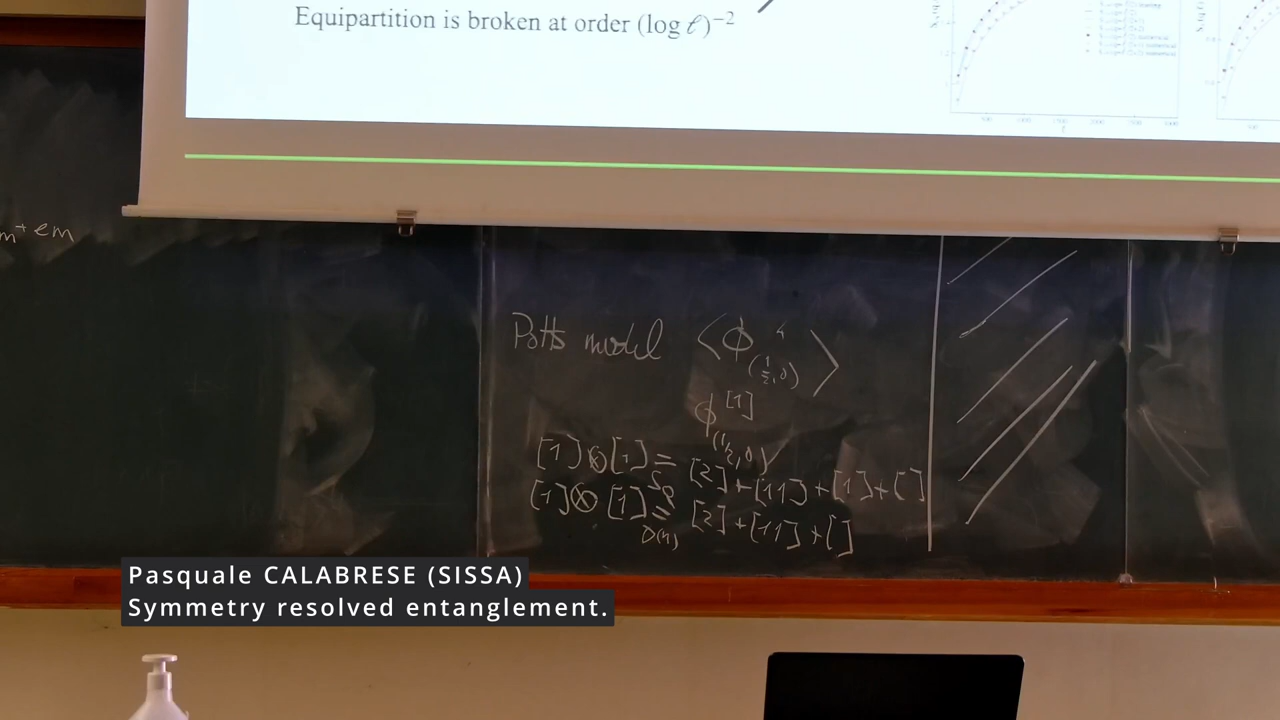 Equipartition is broken at order (log ℓ)⁻²
m⁺ em
Potts model ⟨ϕ⁴_(½,0)⟩
ϕ^[1]_(½,0)
[1]⊗[1] = [2]+[11]+[1]+[]
[1]⊗[1] = [2]+[11]+[]
Pasquale CALABRESE (SISSA)
Symmetry resolved entanglement.